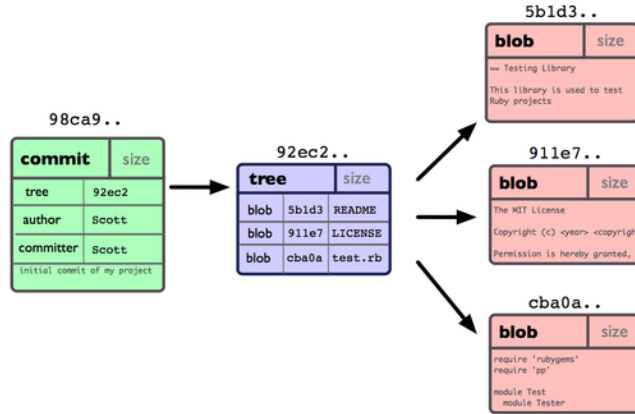 98ca9..
commit size
tree 92ec2
author Scott
committer Scott
initial commit of my project
92ec2..
tree size
blob 5b1d3 README
blob 911e7 LICENSE
blob cba0a test.rb
5b1d3..
blob size
== Testing Library
This library is used to test
Ruby projects
911e7..
blob size
The MIT License
Copyright (c) <year> <copyrigh
Permission is hereby granted,
cba0a..
blob size
require 'rubygems'
require 'pp'
module Test
module Tester